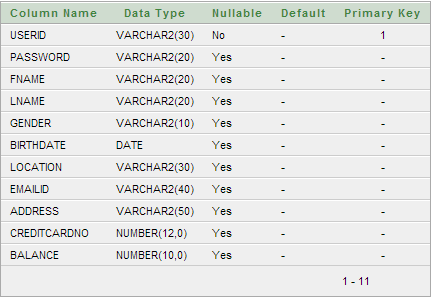 Column Name Data Type Nullable Default Primary Key
USERID VARCHAR2(30) No - 1
PASSWORD VARCHAR2(20) Yes - -
FNAME VARCHAR2(20) Yes - -
LNAME VARCHAR2(20) Yes - -
GENDER VARCHAR2(10) Yes - -
BIRTHDATE DATE Yes - -
LOCATION VARCHAR2(30) Yes - -
EMAILID VARCHAR2(40) Yes - -
ADDRESS VARCHAR2(50) Yes - -
CREDITCARDNO NUMBER(12,0) Yes - -
BALANCE NUMBER(10,0) Yes - -
1 - 11